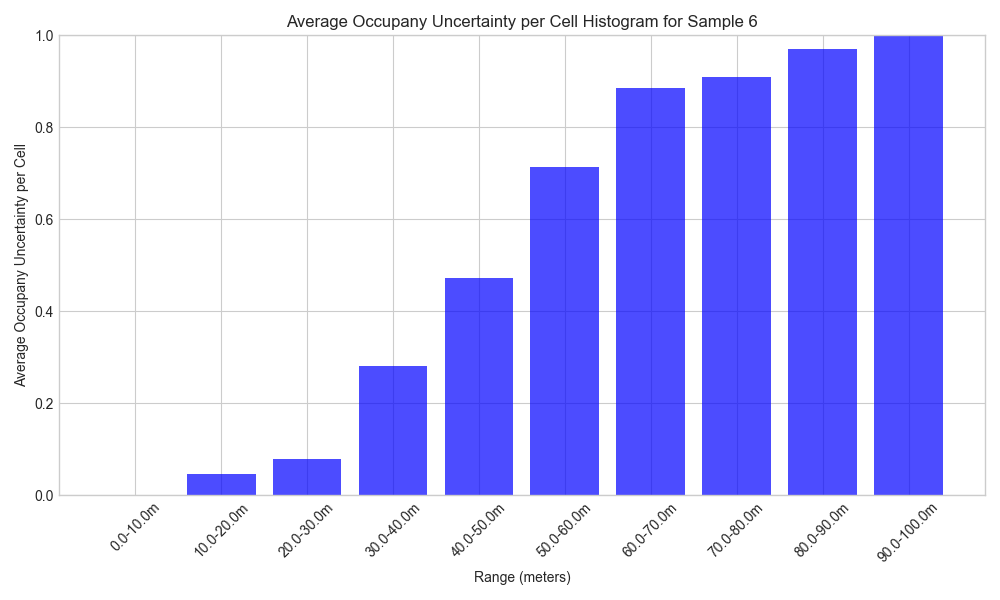 Average Occupany Uncertainty per Cell Histogram for Sample 6
Average Occupany Uncertainty per Cell
1.0
0.8
0.6
0.4
0.2
0.0
0.0-10.0m
10.0-20.0m
20.0-30.0m
30.0-40.0m
40.0-50.0m
50.0-60.0m
60.0-70.0m
70.0-80.0m
80.0-90.0m
90.0-100.0m
Range (meters)